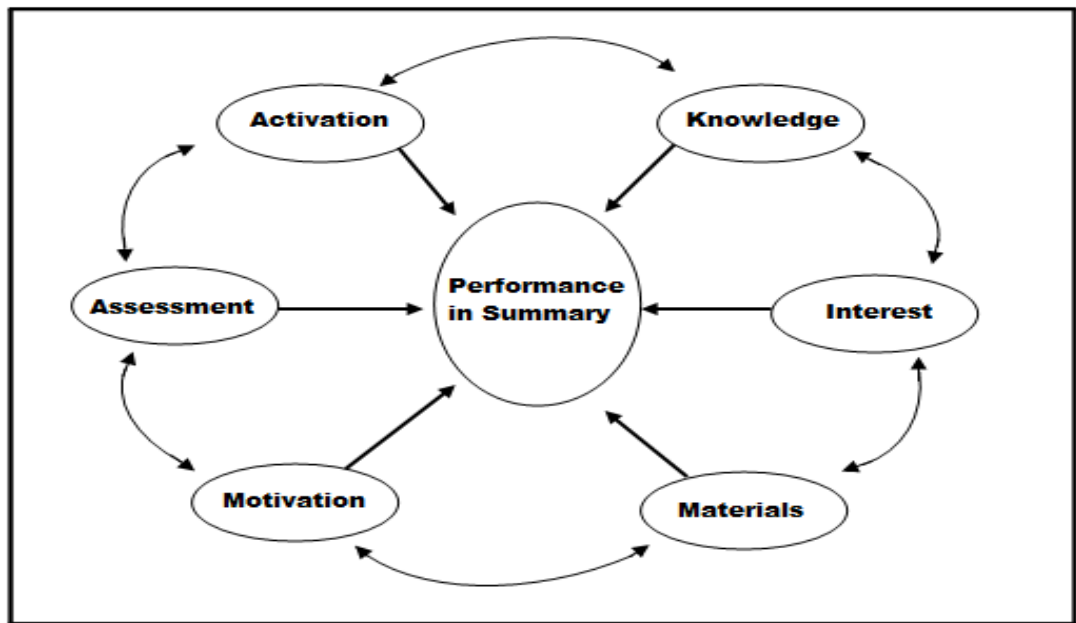 Activation
Knowledge
Performance
in Summary
Assessment
Interest
Motivation
Materials